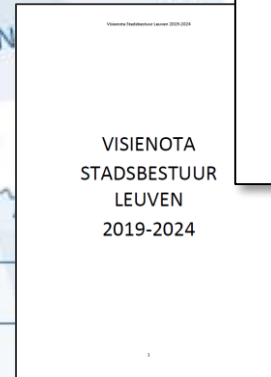 Visienota Stadsbestuur Leuven 2019-2024
VISIENOTA
STADSBESTUUR
LEUVEN
2019-2024
1